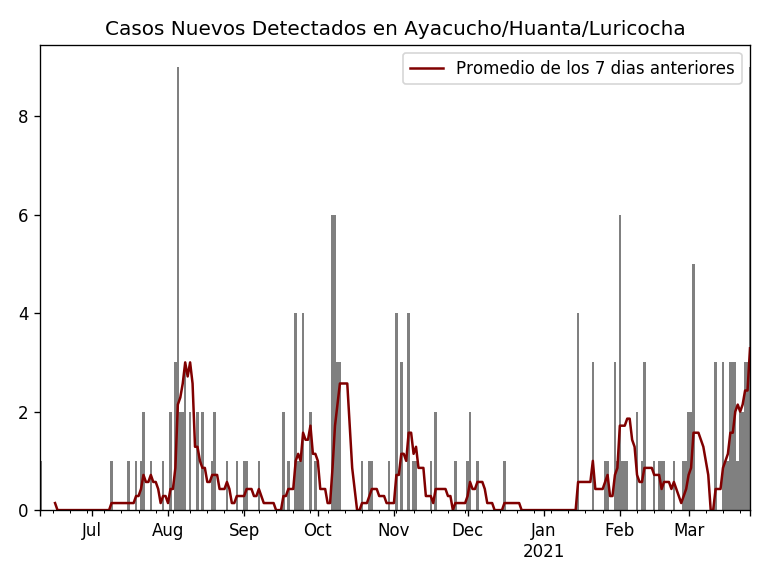 Casos Nuevos Detectados en Ayacucho/Huanta/Luricocha
Promedio de los 7 dias anteriores
8
6
4
2
0
Jul Aug Sep Oct Nov Dec Jan Feb Mar
2021